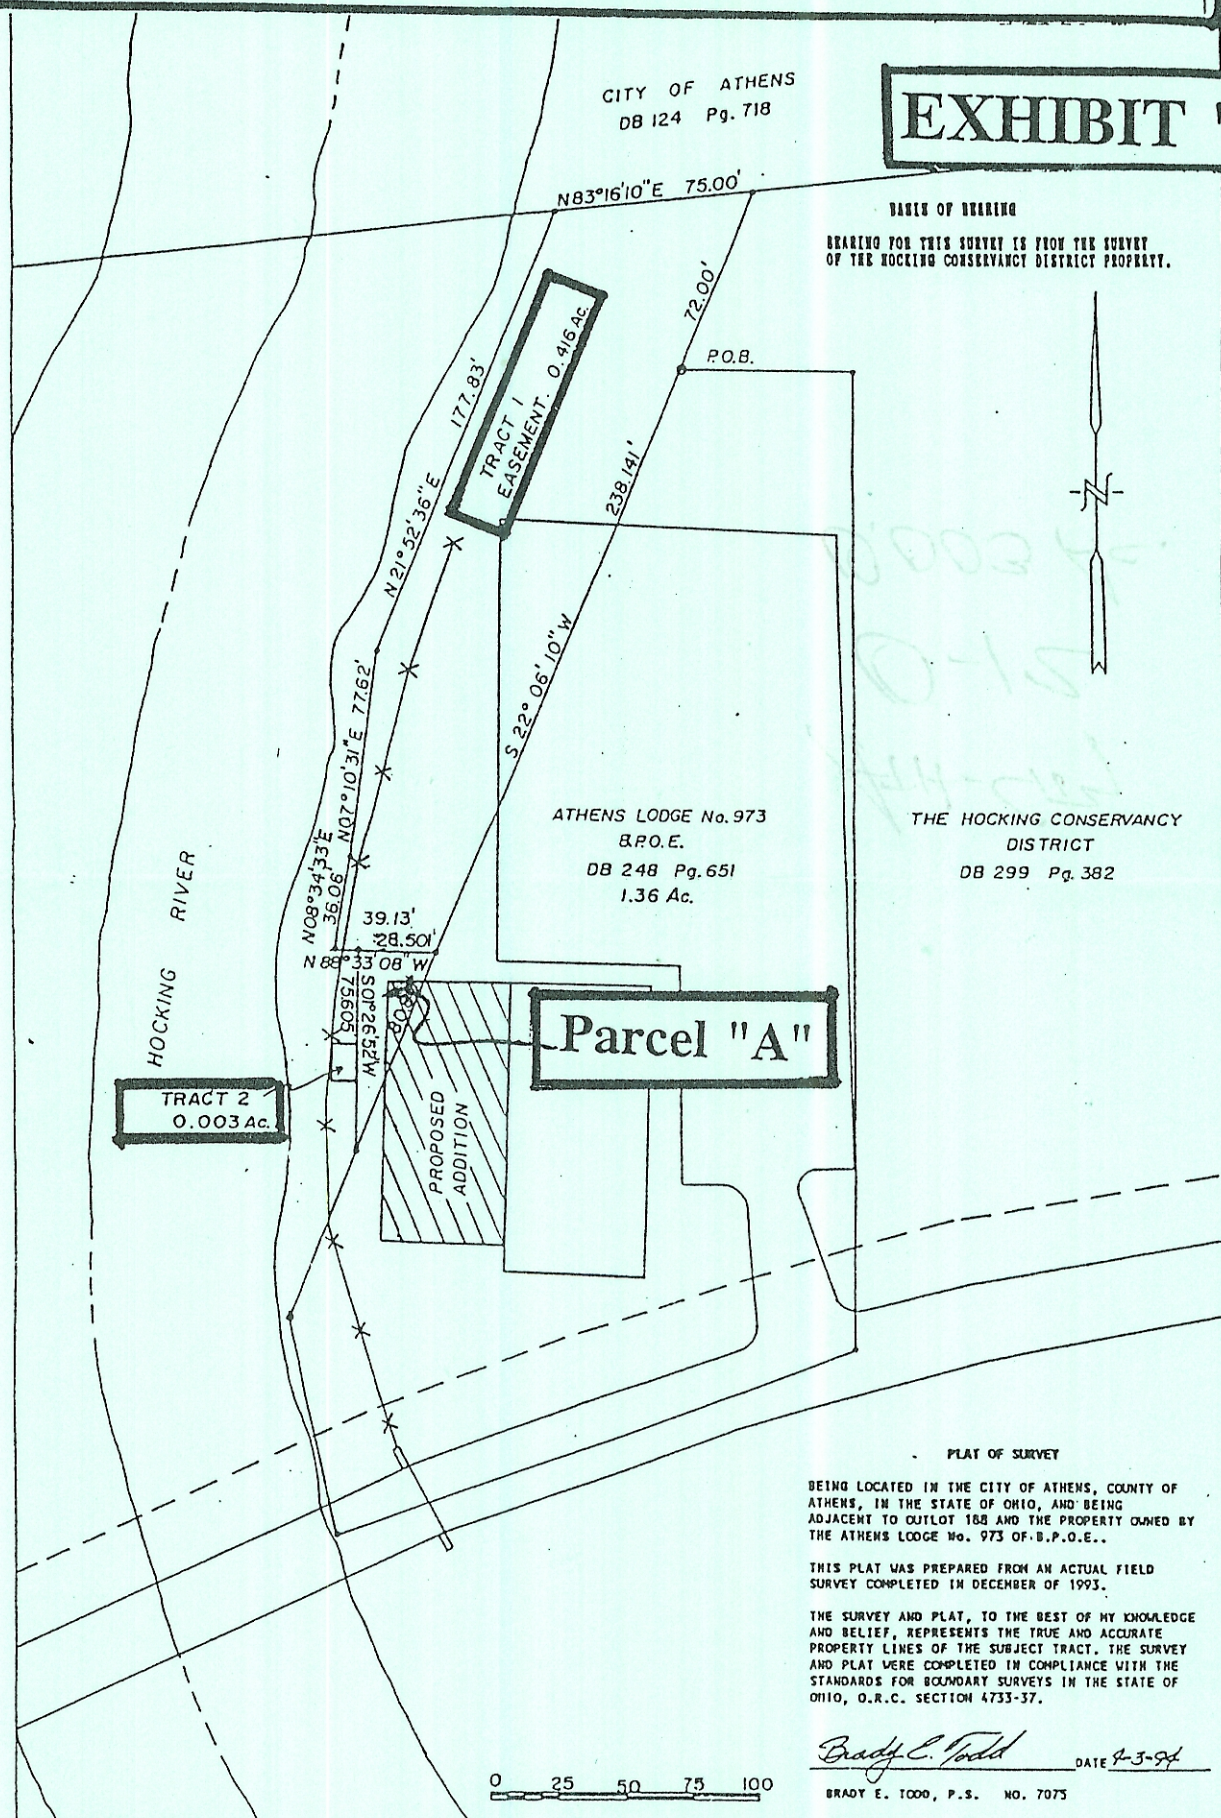 CITY OF ATHENS
DB 124 Pg. 718
EXHIBIT "
N83°16'10"E 75.00'
BASIS OF BEARING
BEARING FOR THIS SURVEY IS FROM THE SURVEY
OF THE HOCKING CONSERVANCY DISTRICT PROPERTY.
72.00'
P.O.B.
177.83'
TRACT 1
EASEMENT. 0.416 Ac.
238.141'
N 21° 52' 36" E
S 22° 06' 10" W
N07°10'31"E 77.62'
N08°34'33"E
36.06'
ATHENS LODGE No. 973
B.P.O.E.
DB 248 Pg. 651
1.36 Ac.
THE HOCKING CONSERVANCY
DISTRICT
DB 299 Pg. 382
HOCKING RIVER
39.13'
28.501'
N 88°33'08" W
S01°26'52"W
75.605
Parcel "A"
TRACT 2
0.003 Ac.
PROPOSED
ADDITION
PLAT OF SURVEY
BEING LOCATED IN THE CITY OF ATHENS, COUNTY OF
ATHENS, IN THE STATE OF OHIO, AND BEING
ADJACENT TO OUTLOT 188 AND THE PROPERTY OWNED BY
THE ATHENS LODGE No. 973 OF B.P.O.E..
THIS PLAT WAS PREPARED FROM AN ACTUAL FIELD
SURVEY COMPLETED IN DECEMBER OF 1993.
THE SURVEY AND PLAT, TO THE BEST OF MY KNOWLEDGE
AND BELIEF, REPRESENTS THE TRUE AND ACCURATE
PROPERTY LINES OF THE SUBJECT TRACT. THE SURVEY
AND PLAT WERE COMPLETED IN COMPLIANCE WITH THE
STANDARDS FOR BOUNDARY SURVEYS IN THE STATE OF
OHIO, O.R.C. SECTION 4733-37.
Brady E. Todd DATE
BRADY E. TODD, P.S. NO. 7075
0 25 50 75 100